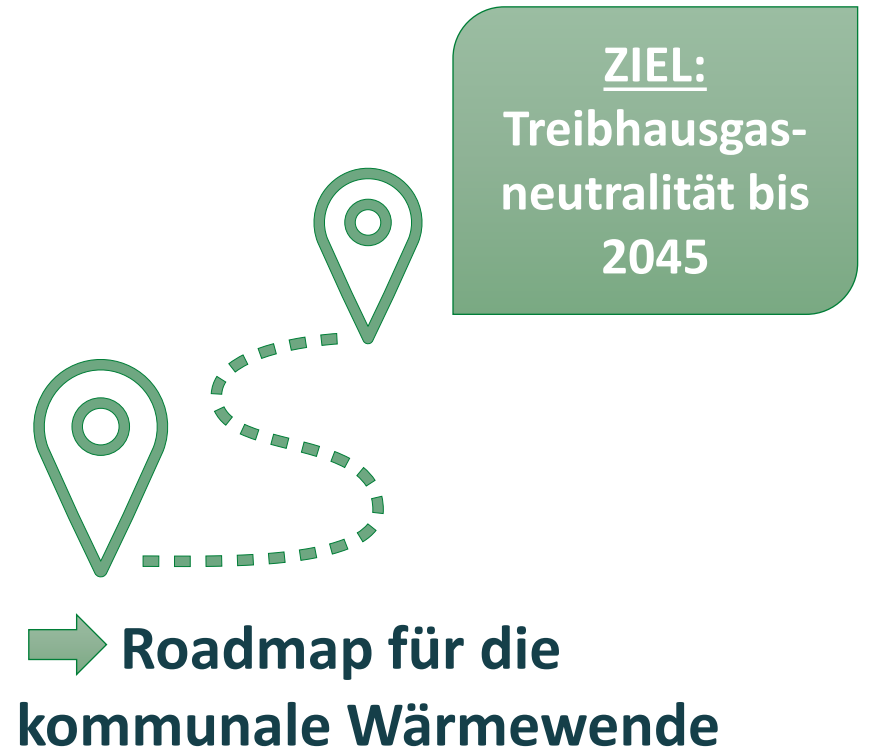 ZIEL:
Treibhausgas-
neutralität bis
2045
Roadmap für die
kommunale Wärmewende